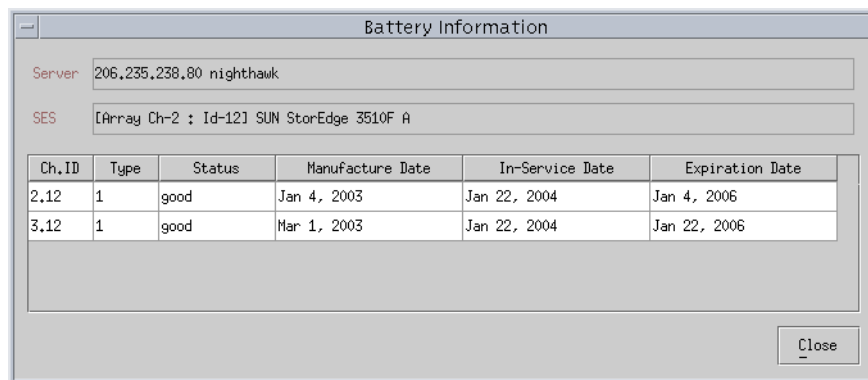 Battery Information
Server 206.235.238.80 nighthawk
SES [Array Ch-2 : Id-12] SUN StorEdge 3510F A
Ch.ID Type Status Manufacture Date In-Service Date Expiration Date
2.12 1 good Jan 4, 2003 Jan 22, 2004 Jan 4, 2006
3.12 1 good Mar 1, 2003 Jan 22, 2004 Jan 22, 2006
Close